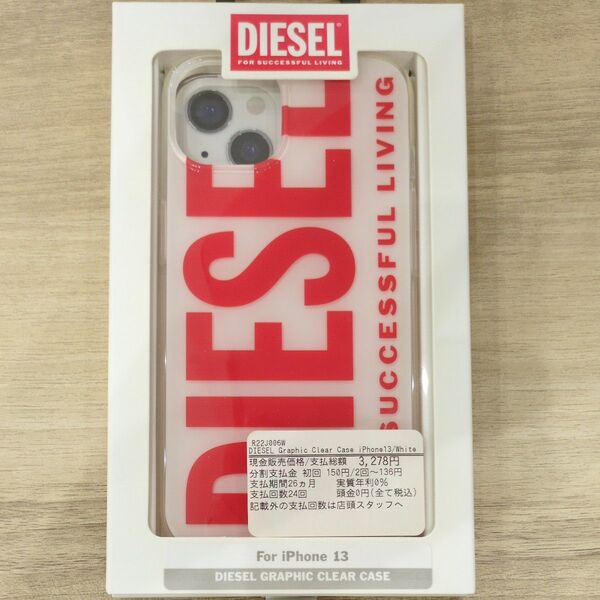 DIESEL®
FOR SUCCESSFUL LIVING
DIESEL
SUCCESSFUL LIVING
R22J006W
DIESEL Graphic Clear Case iPhone13/White
現金販売価格/支払総額 3,278円
分割支払金 初回 150円/2回～136円
支払期間26ヵ月 実質年利0%
支払回数24回 頭金0円(全て税込)
記載外の支払回数は店頭スタッフへ
For iPhone 13
DIESEL GRAPHIC CLEAR CASE